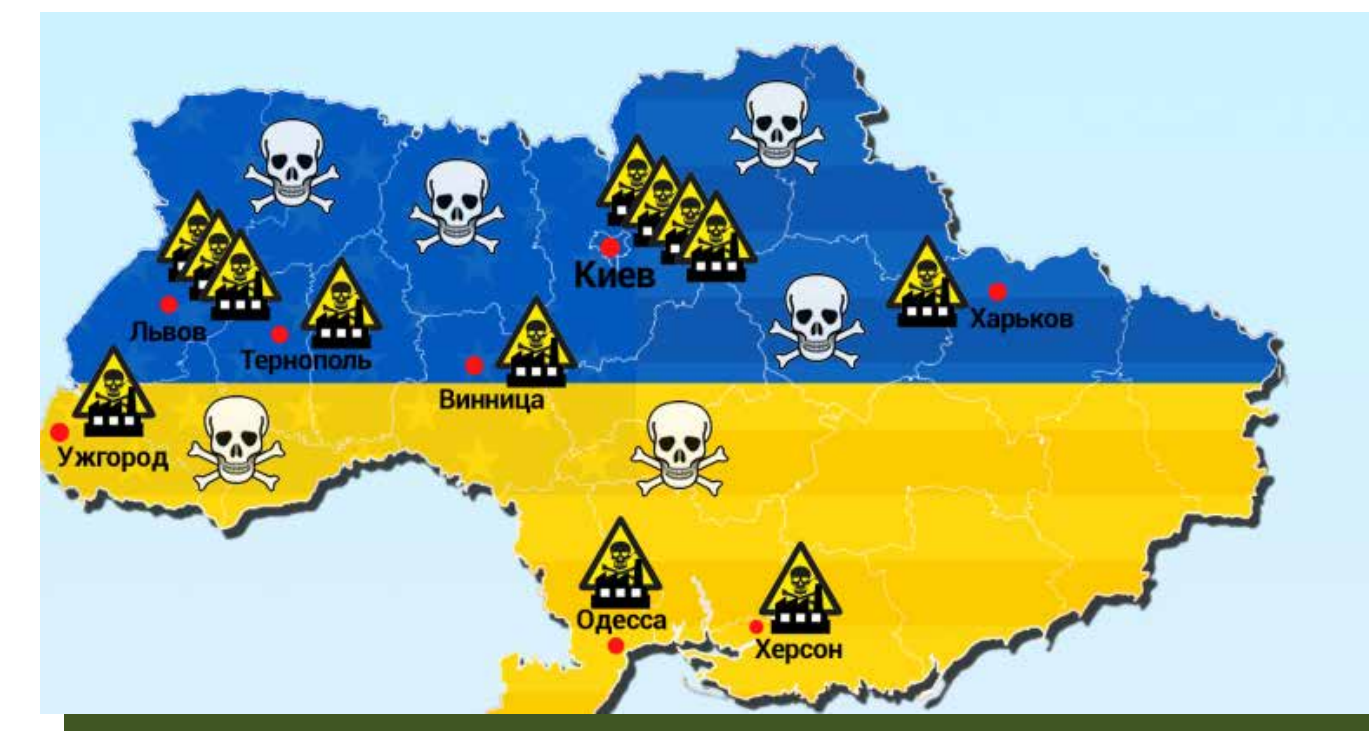 Киев
Харьков
Львов
Тернополь
Винница
Ужгород
Одесса
Херсон